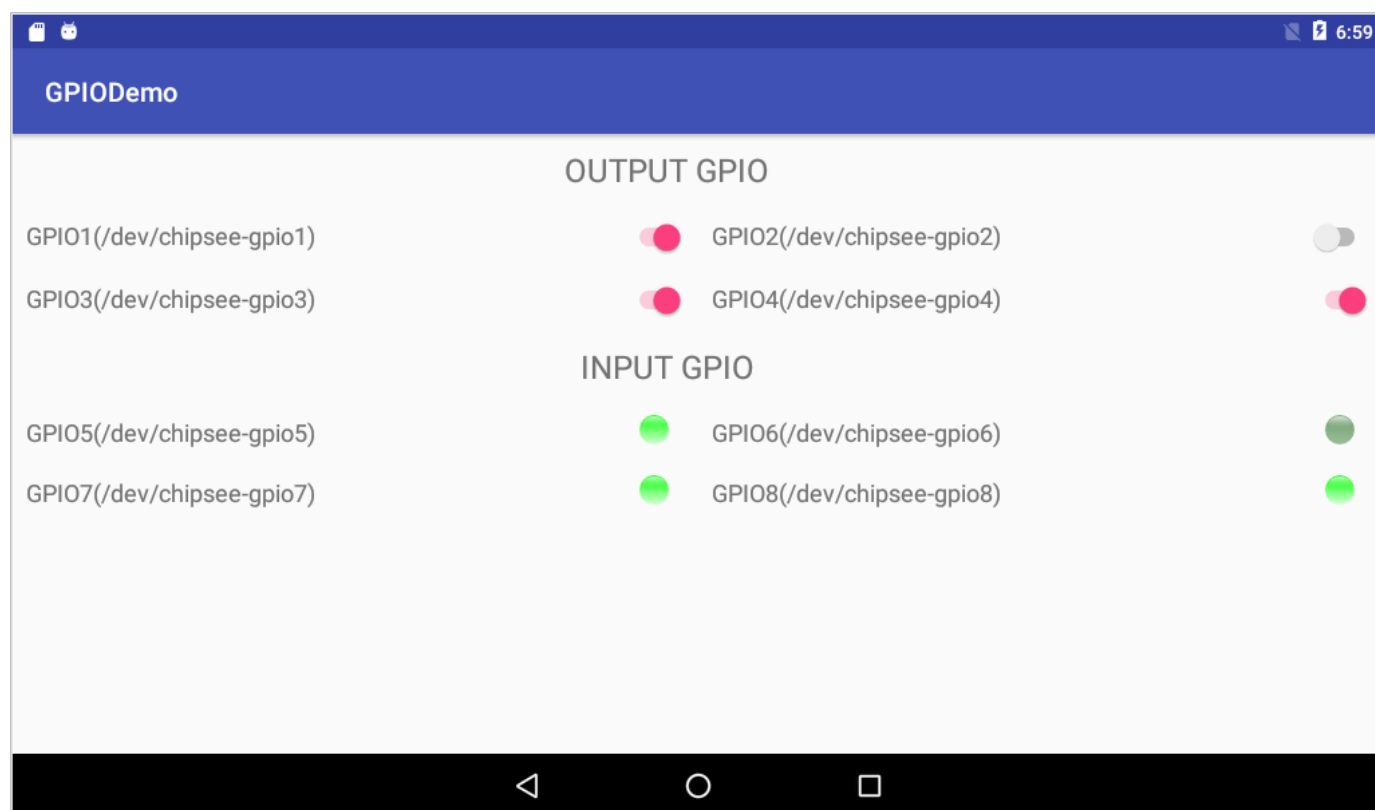 6:59
GPIODemo
OUTPUT GPIO
GPIO1(/dev/chipsee-gpio1) GPIO2(/dev/chipsee-gpio2)
GPIO3(/dev/chipsee-gpio3) GPIO4(/dev/chipsee-gpio4)
INPUT GPIO
GPIO5(/dev/chipsee-gpio5) GPIO6(/dev/chipsee-gpio6)
GPIO7(/dev/chipsee-gpio7) GPIO8(/dev/chipsee-gpio8)